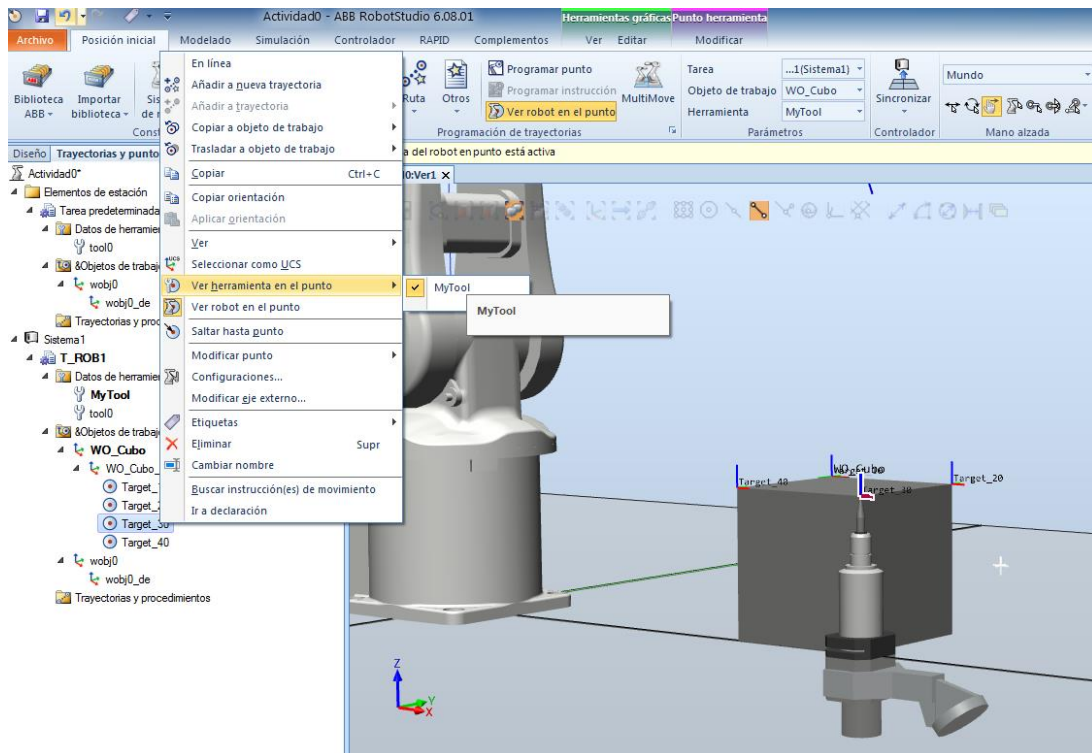 Actividad0 - ABB RobotStudio 6.08.01
Herramientas gráficas
Punto herramienta
Archivo
Posición inicial
Modelado
Simulación
Controlador
RAPID
Complementos
Ver
Editar
Modificar
Biblioteca
ABB
Importar
biblioteca
Sis
de r
Const
Ruta
Otros
Programar punto
Programar instrucción
Ver robot en el punto
MultiMove
Programación de trayectorias
Tarea
...1(Sistema1)
Objeto de trabajo
WO_Cubo
Herramienta
MyTool
Parámetros
Sincronizar
Controlador
Mundo
Mano alzada
En línea
Añadir a nueva trayectoria
Añadir a trayectoria
Copiar a objeto de trabajo
Trasladar a objeto de trabajo
Copiar Ctrl+C
Copiar orientación
Aplicar orientación
Ver
Seleccionar como UCS
Ver herramienta en el punto
MyTool
MyTool
Ver robot en el punto
Saltar hasta punto
Modificar punto
Configuraciones...
Modificar eje externo...
Etiquetas
Eliminar Supr
Cambiar nombre
Buscar instrucción(es) de movimiento
Ir a declaración
Diseño
Trayectorias y punto
a del robot en punto está activa
0:Ver1
Actividad0*
Elementos de estación
Tarea predeterminada
Datos de herramie
tool0
&Objetos de trabaj
wobj0
wobj0_de
Trayectorias y proc
Sistema1
T_ROB1
Datos de herramie
MyTool
tool0
&Objetos de trabaj
WO_Cubo
WO_Cubo_
Target_
Target_2
Target_30
Target_40
wobj0
wobj0_de
Trayectorias y procedimientos
Target_40
WO_Cubo
Target_20
Z
Y
X